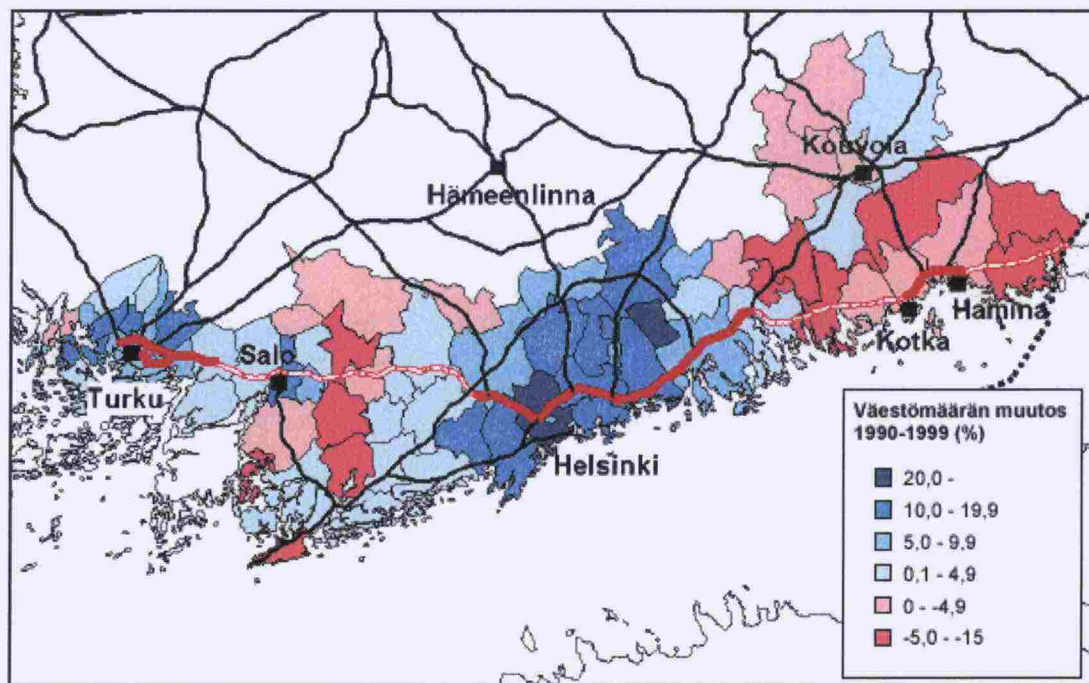 Kouvola
Hämeenlinna
Hamina
Kotka
Salo
Turku
Helsinki
Väestömäärän muutos
1990-1999 (%)
20,0 -
10,0 - 19,9
5,0 - 9,9
0,1 - 4,9
0 - -4,9
-5,0 - -15